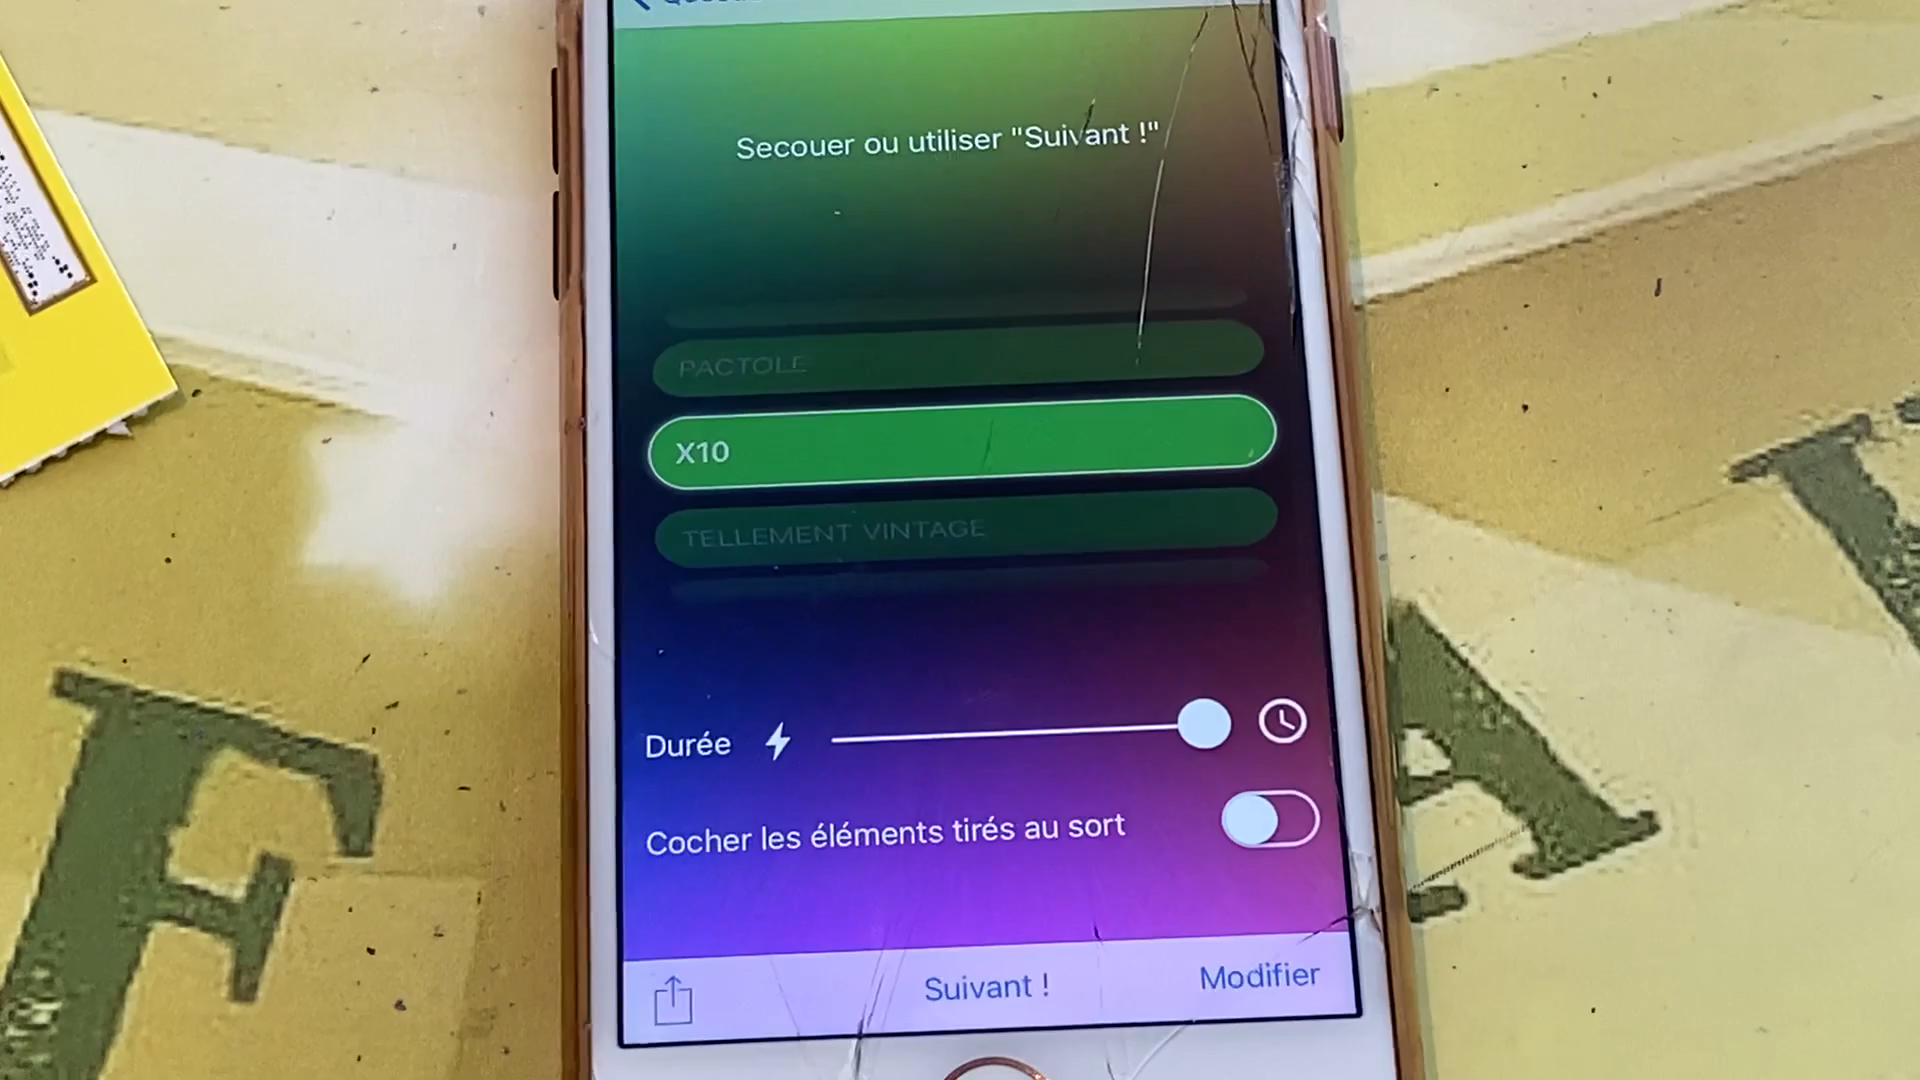 Secouer ou utiliser "Suivant !"
PACTOLE
X10
TELLEMENT VINTAGE
Durée
Cocher les éléments tirés au sort
Suivant !
Modifier
F
A